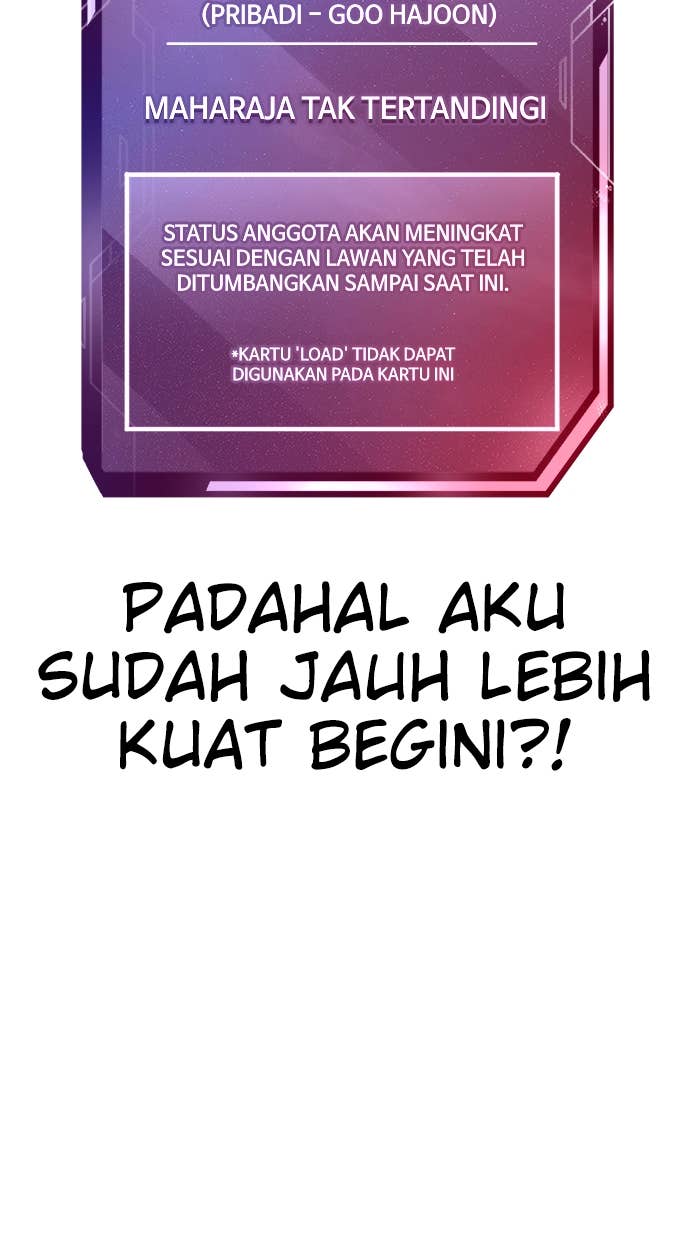 (PRIBADI – GOO HAJOON)
MAHARAJA TAK TERTANDINGI
STATUS ANGGOTA AKAN MENINGKAT
SESUAI DENGAN LAWAN YANG TELAH
DITUMBANGKAN SAMPAI SAAT INI.
*KARTU 'LOAD' TIDAK DAPAT
DIGUNAKAN PADA KARTU INI
PADAHAL AKU
SUDAH JAUH LEBIH
KUAT BEGINI?!